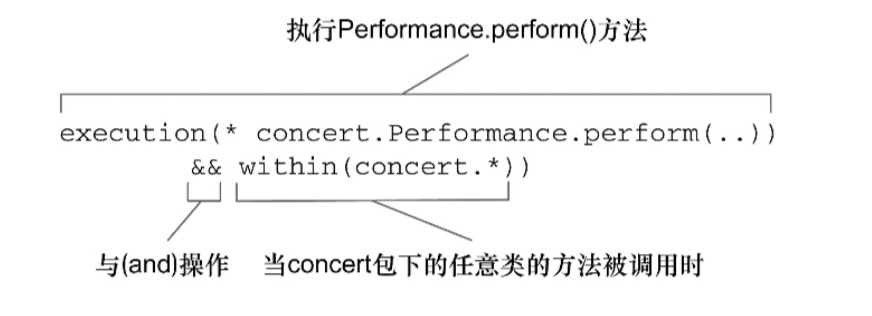 执行Performance.perform()方法
execution(* concert.Performance.perform(..))
&& within(concert.*))
与(and)操作 当concert包下的任意类的方法被调用时